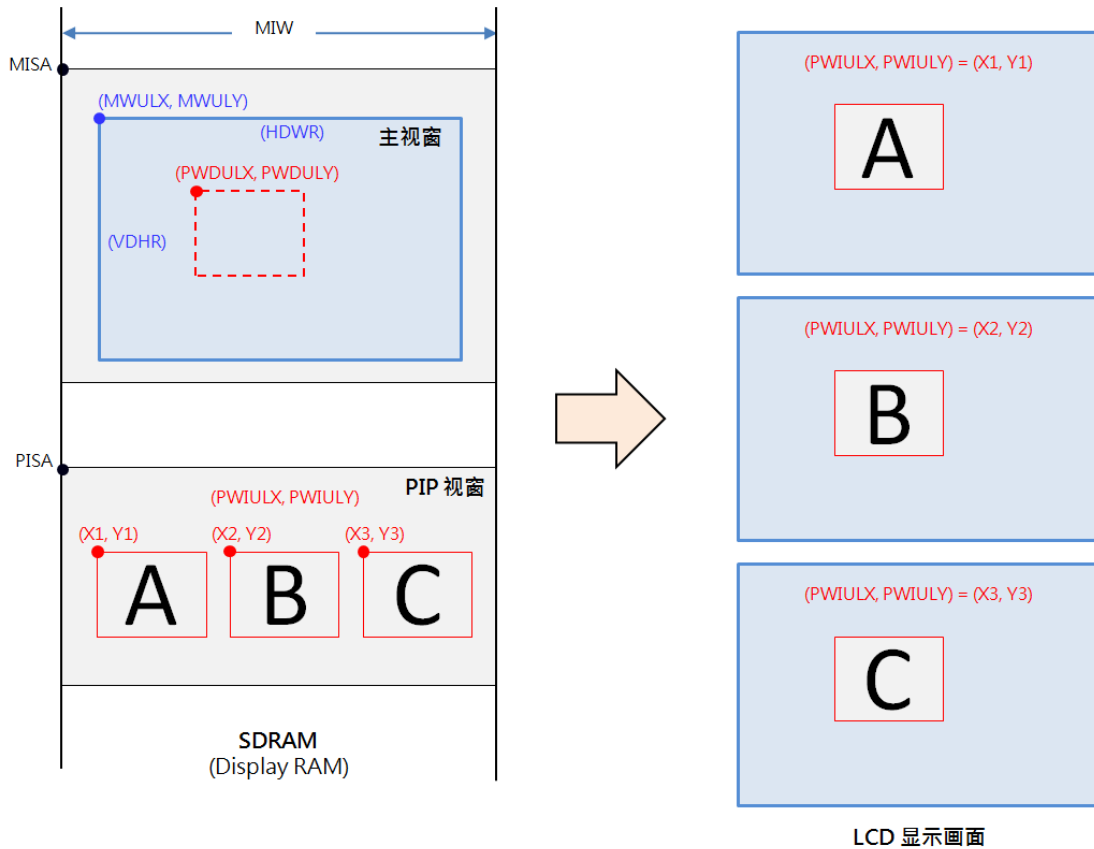 MIW
MISA
(MWULX, MWULY)
(HDWR)
主视窗
(PWDULX, PWDULY)
(VDHR)
PISA
PIP 视窗
(PWIULX, PWIULY)
(X1, Y1)
(X2, Y2)
(X3, Y3)
A
B
C
SDRAM
(Display RAM)
(PWIULX, PWIULY) = (X1, Y1)
A
(PWIULX, PWIULY) = (X2, Y2)
B
(PWIULX, PWIULY) = (X3, Y3)
C
LCD 显示画面